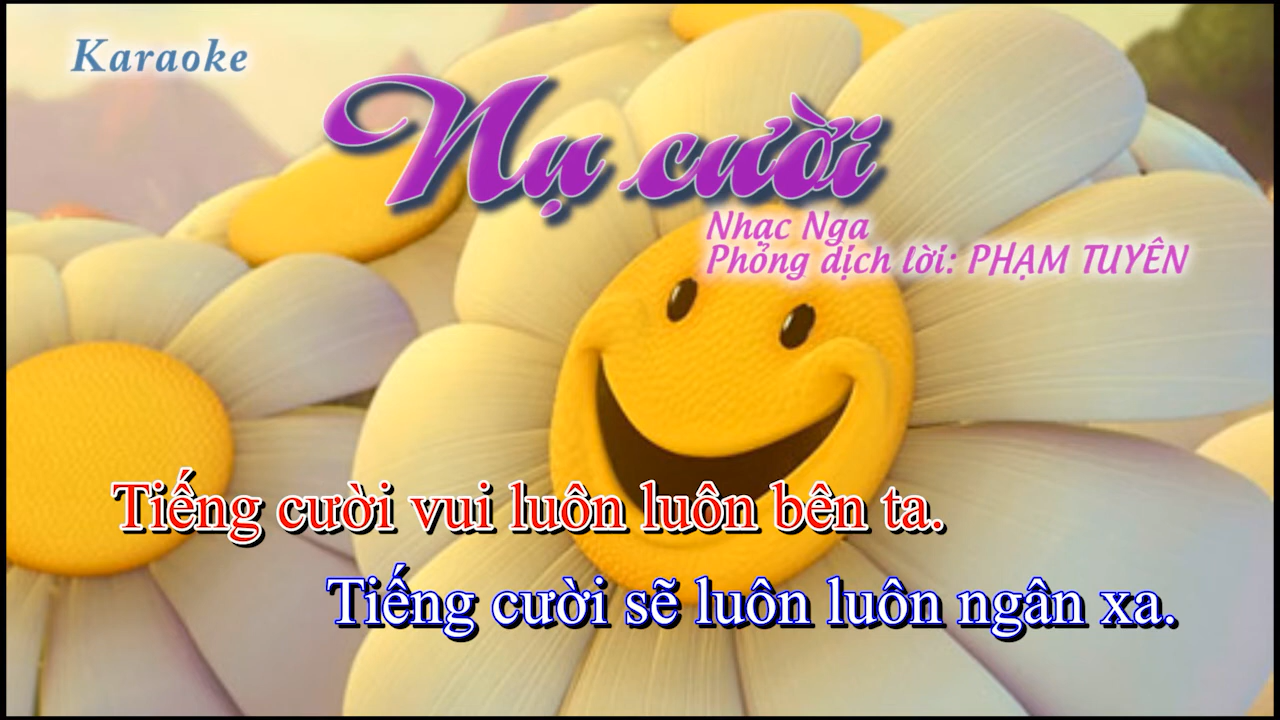 Karaoke
Nụ cười
Nhạc Nga
Phỏng dịch lời: PHẠM TUYÊN
Tiếng cười vui luôn luôn bên ta.
Tiếng cười sẽ luôn luôn ngân xa.